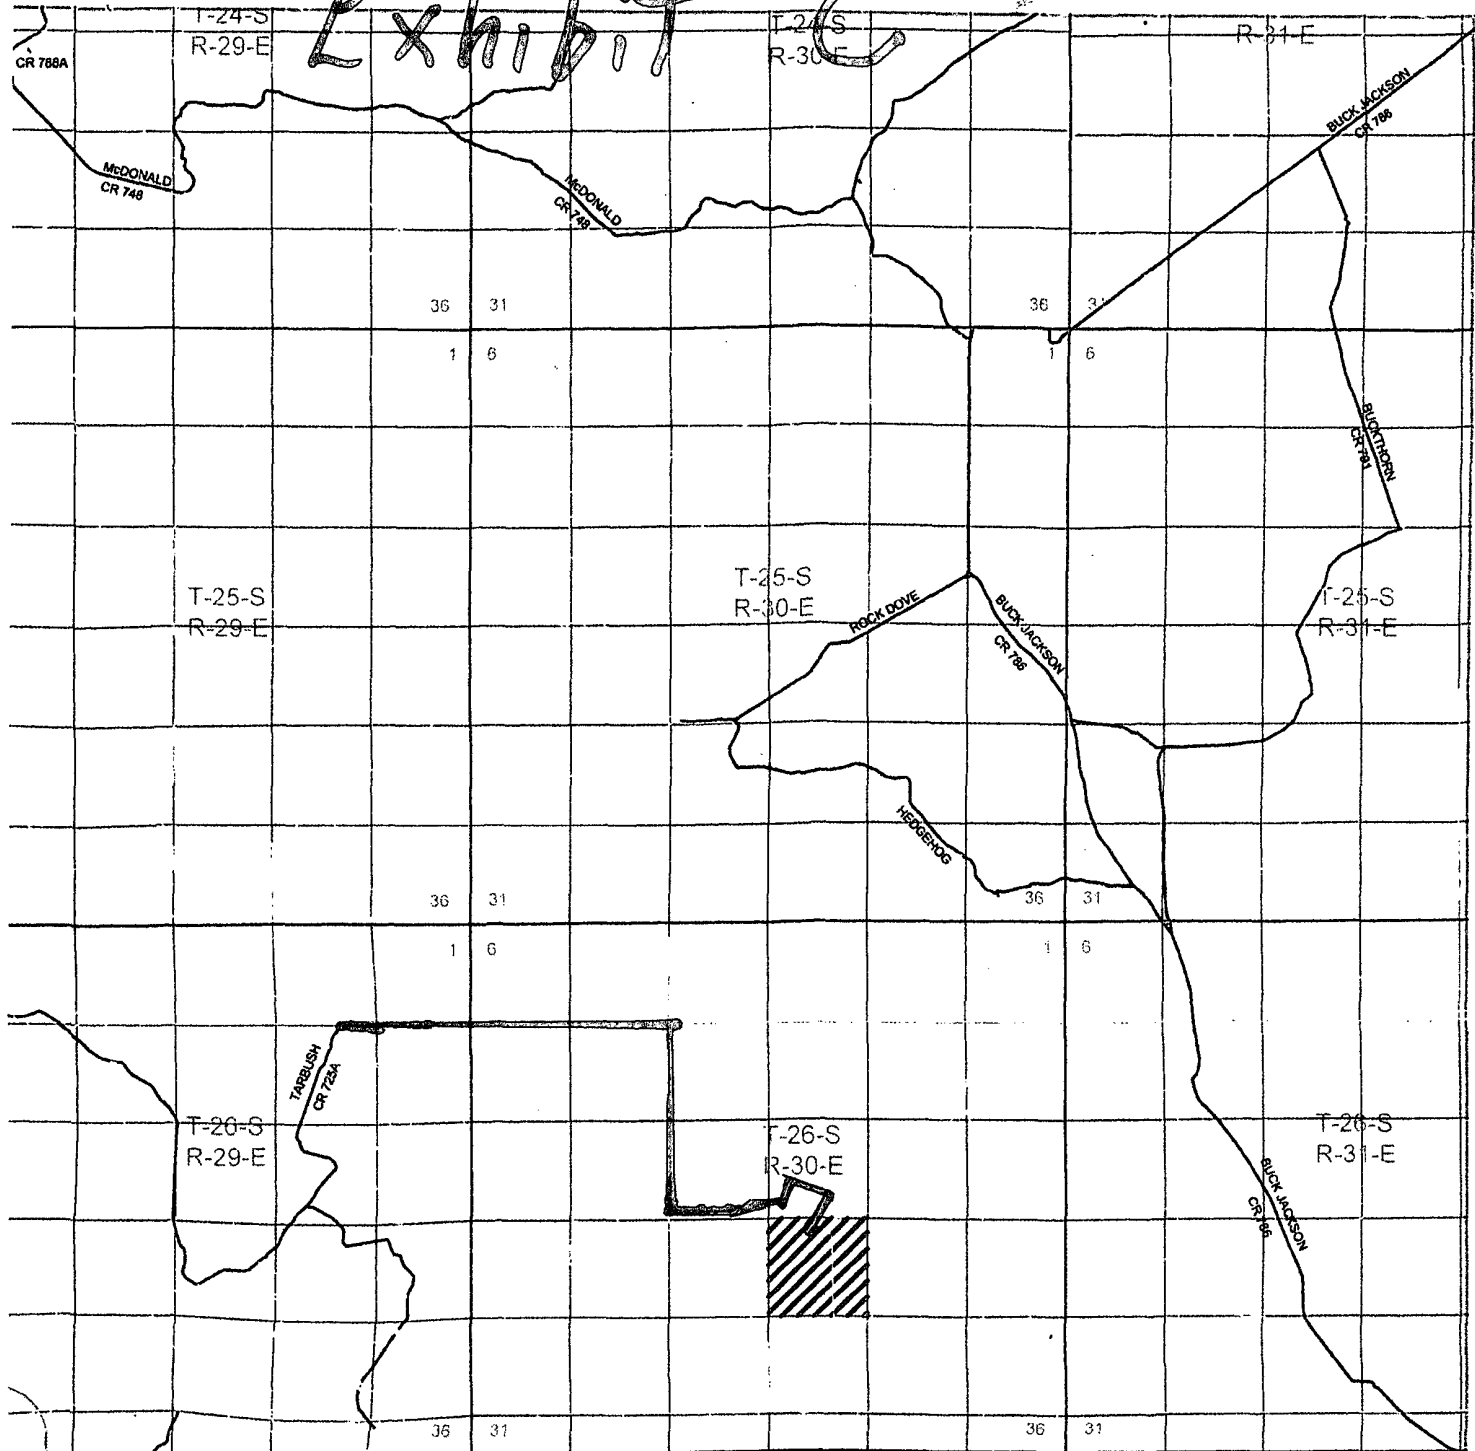 Exhibit C
T-24-S
R-29-E
T-24-S
R-30-E
R-31-E
CR 788A
McDONALD
CR 748
McDONALD
CR 748
BUCK JACKSON
CR 786
36 31
36 31
1 6
1 6
BUCKTHORN
CR 791
T-25-S
R-29-E
T-25-S
R-30-E
T-25-S
R-31-E
ROCK DOVE
BUCK JACKSON
CR 786
HEDGEHOG
36 31
36 31
1 6
1 6
TARBUSH
CR 725A
T-26-S
R-29-E
T-26-S
R-30-E
T-26-S
R-31-E
BUCK JACKSON
CR 786
36 31
36 31